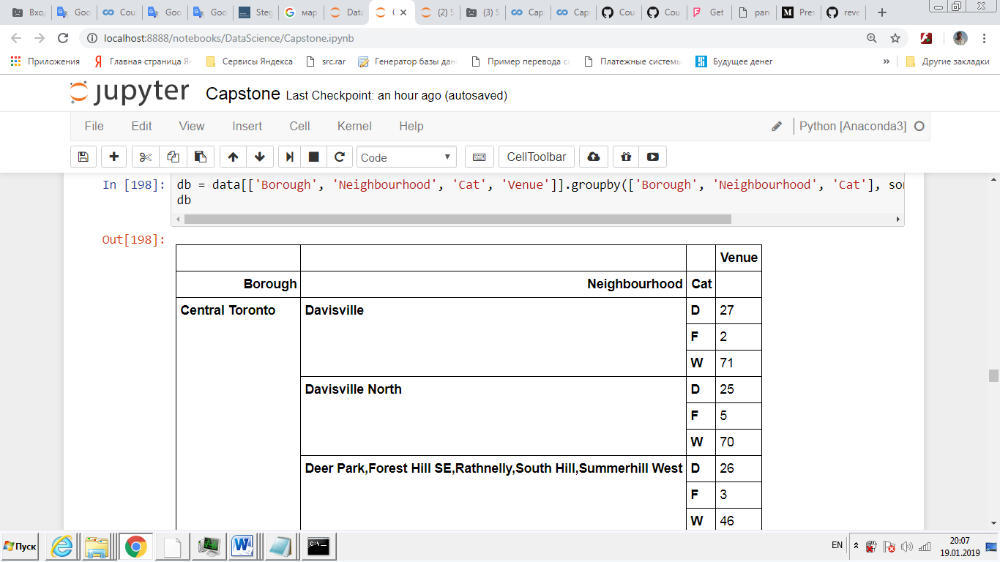 Вхо
Cou
Goo
Goo
Goo
Steg
мар
Data
C
(2) S
(3) S
Cap
Cap
Cou
Cou
Get
pan
Pres
reve
localhost:8888/notebooks/DataScience/Capstone.ipynb
Приложения
Главная страница Ян
Сервисы Яндекса
src.rar
Генератор базы дан
Пример перевода са
Платежные системы
Будущее денег
»
Другие закладки
jupyter Capstone Last Checkpoint: an hour ago (autosaved)
File Edit View Insert Cell Kernel Help Python [Anaconda3]
Code CellToolbar
In [198]: db = data[['Borough', 'Neighbourhood', 'Cat', 'Venue']].groupby(['Borough', 'Neighbourhood', 'Cat'], sor
db
Out[198]:
Venue
Borough Neighbourhood Cat
Central Toronto Davisville D 27
F 2
W 71
Davisville North D 25
F 5
W 70
Deer Park,Forest Hill SE,Rathnelly,South Hill,Summerhill West D 26
F 3
W 46
Пуск
EN
20:07
19.01.2019